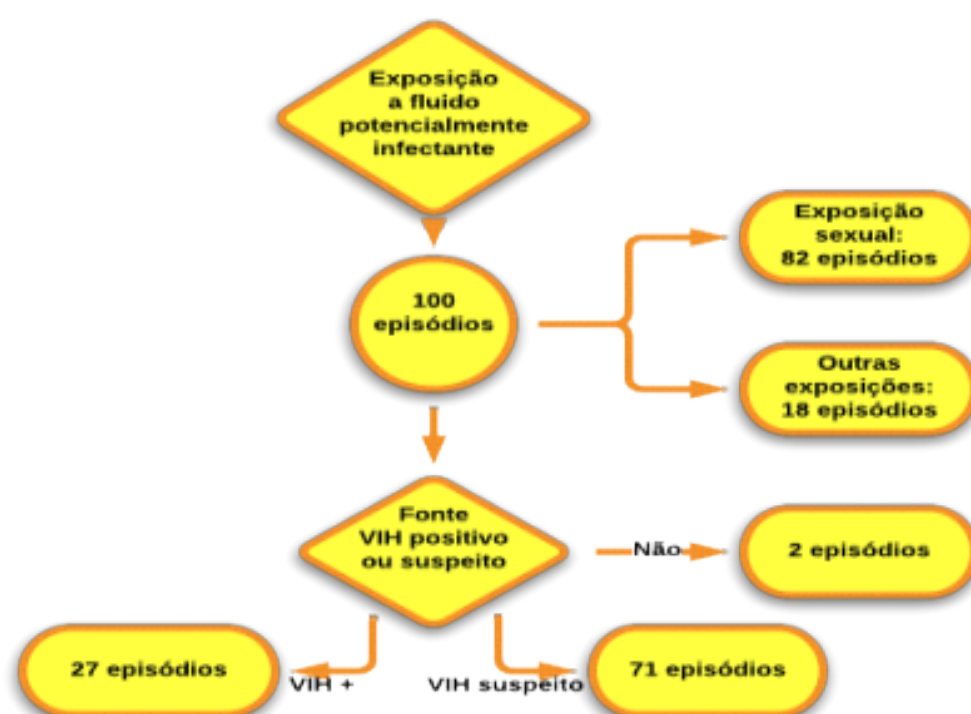 Exposição
a fluido
potencialmente
infectante
Exposição
sexual:
82 episódios
100
episódios
Outras
exposições:
18 episódios
Fonte
VIH positivo
ou suspeito
Não
2 episódios
27 episódios
VIH +
VIH suspeito
71 episódios